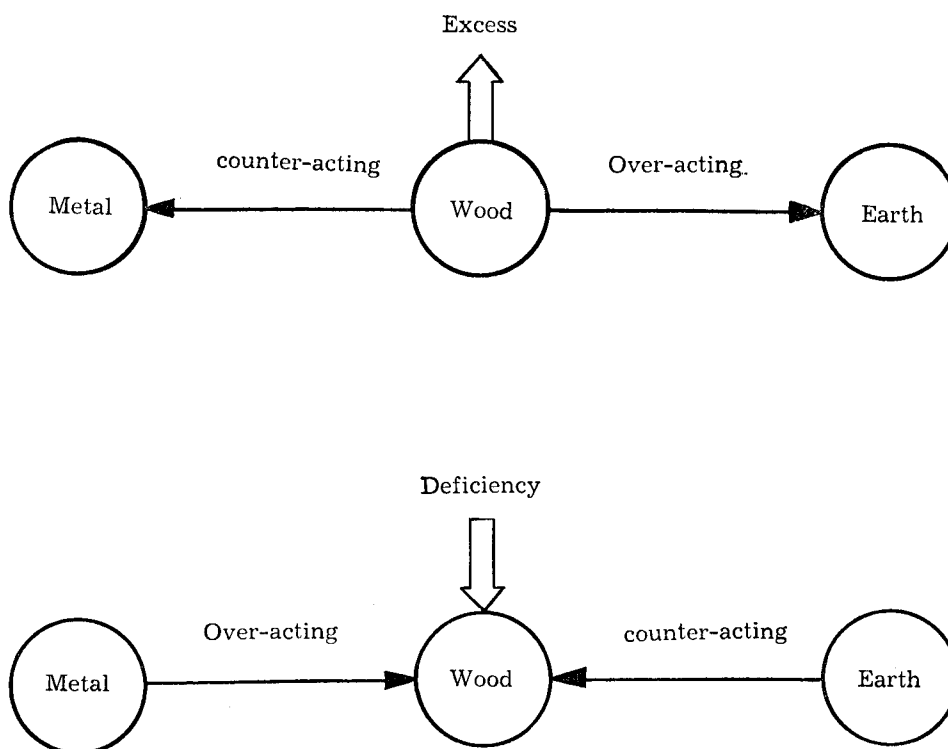 Excess
counter-acting Over-acting.
Metal Wood Earth
Deficiency
Over-acting counter-acting
Metal Wood Earth